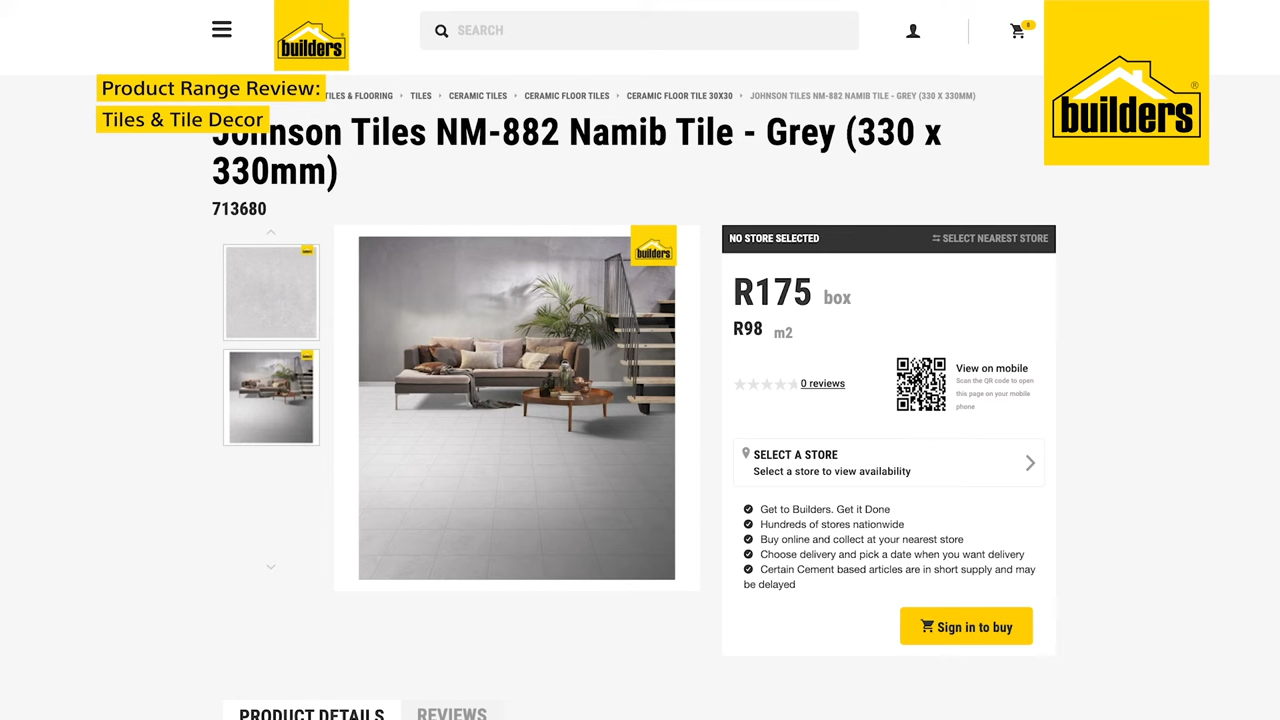 builders
SEARCH
0
builders
Product Range Review:
Tiles & Tile Decor
TILES & FLOORING TILES CERAMIC TILES CERAMIC FLOOR TILES CERAMIC FLOOR TILE 30X30 JOHNSON TILES NM-882 NAMIB TILE - GREY (330 X 330MM)
Johnson Tiles NM-882 Namib Tile - Grey (330 x
330mm)
713680
builders
NO STORE SELECTED
SELECT NEAREST STORE
R175 box
R98 m2
0 reviews
View on mobile
Scan the QR code to open
this page on your mobile
phone
SELECT A STORE
Select a store to view availability
Get to Builders. Get it Done
Hundreds of stores nationwide
Buy online and collect at your nearest store
Choose delivery and pick a date when you want delivery
Certain Cement based articles are in short supply and may
be delayed
Sign in to buy
PRODUCT DETAILS
REVIEWS